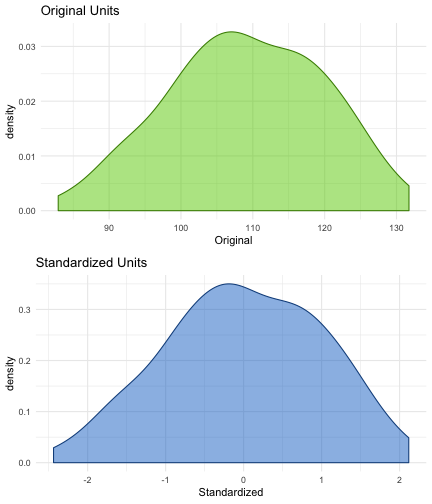 Original Units
density
0.03
0.02
0.01
0.00
90 100 110 120 130
Original
Standardized Units
density
0.3
0.2
0.1
0.0
-2 -1 0 1 2
Standardized